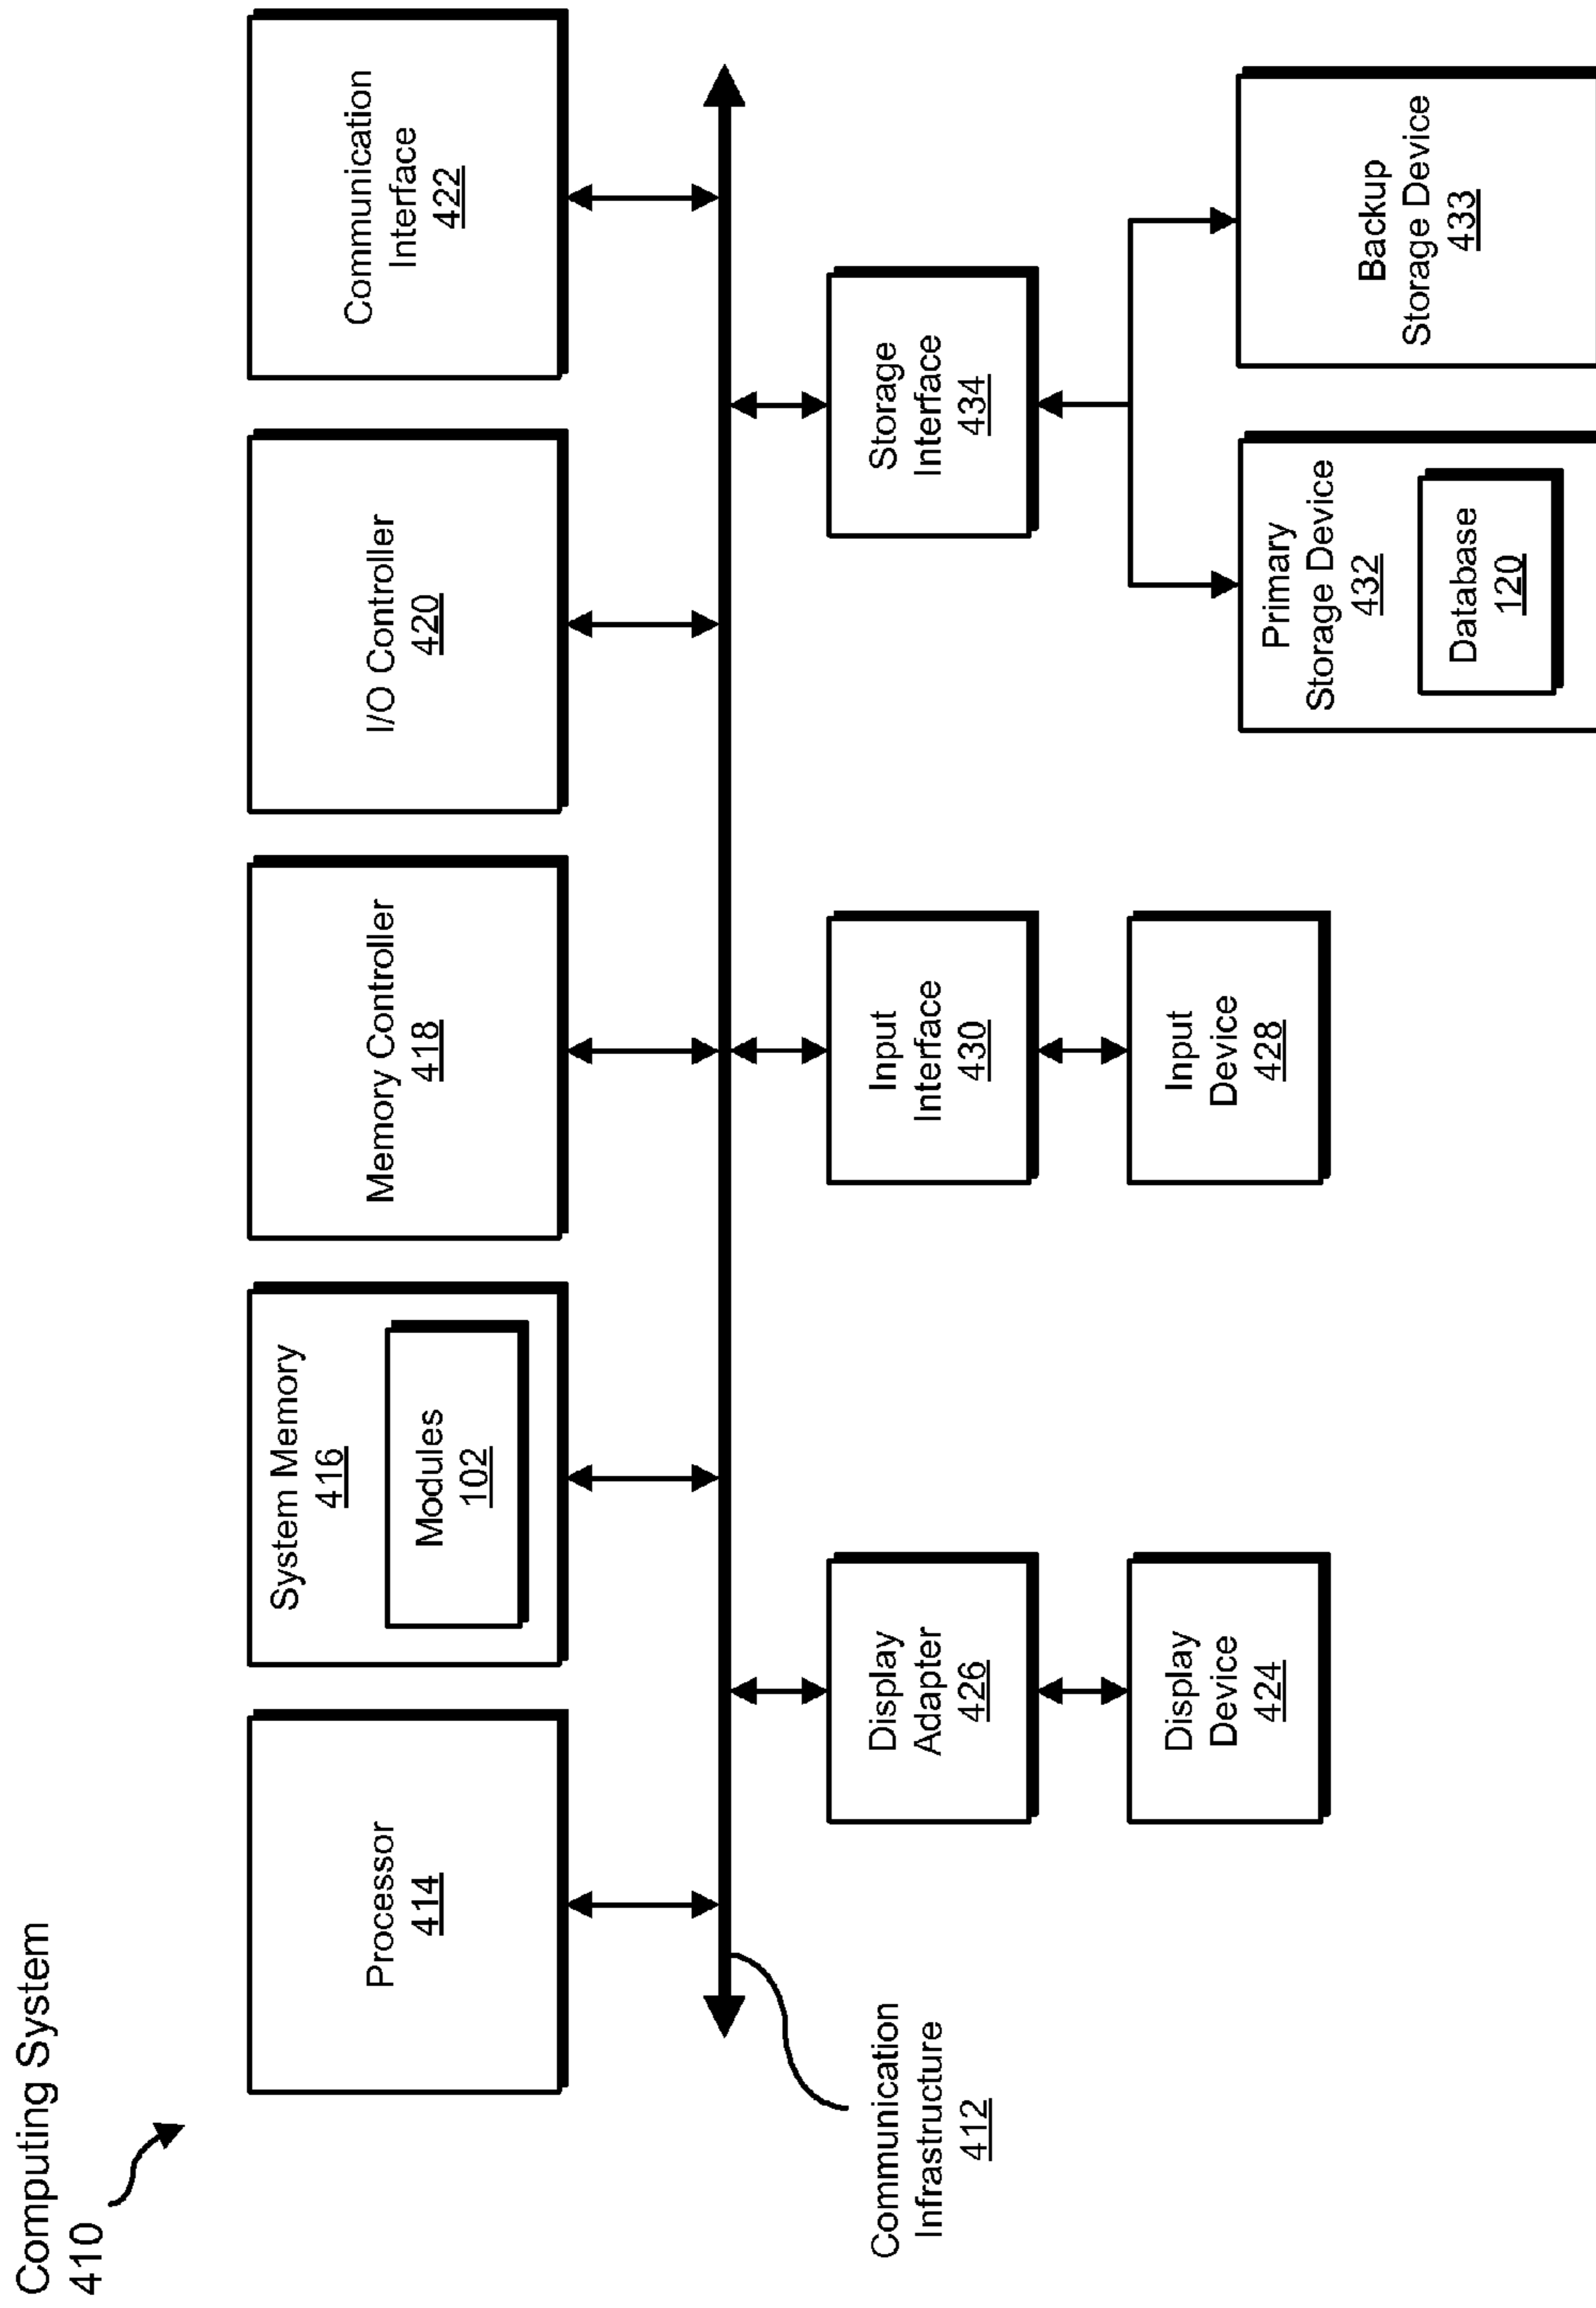 Computing System
410
Processor
414
System Memory
416
Modules
102
Memory Controller
418
I/O Controller
420
Communication
Interface
422
Communication
Infrastructure
412
Display
Adapter
426
Input
Interface
430
Storage
Interface
434
Display
Device
424
Input
Device
428
Primary
Storage Device
432
Database
120
Backup
Storage Device
433